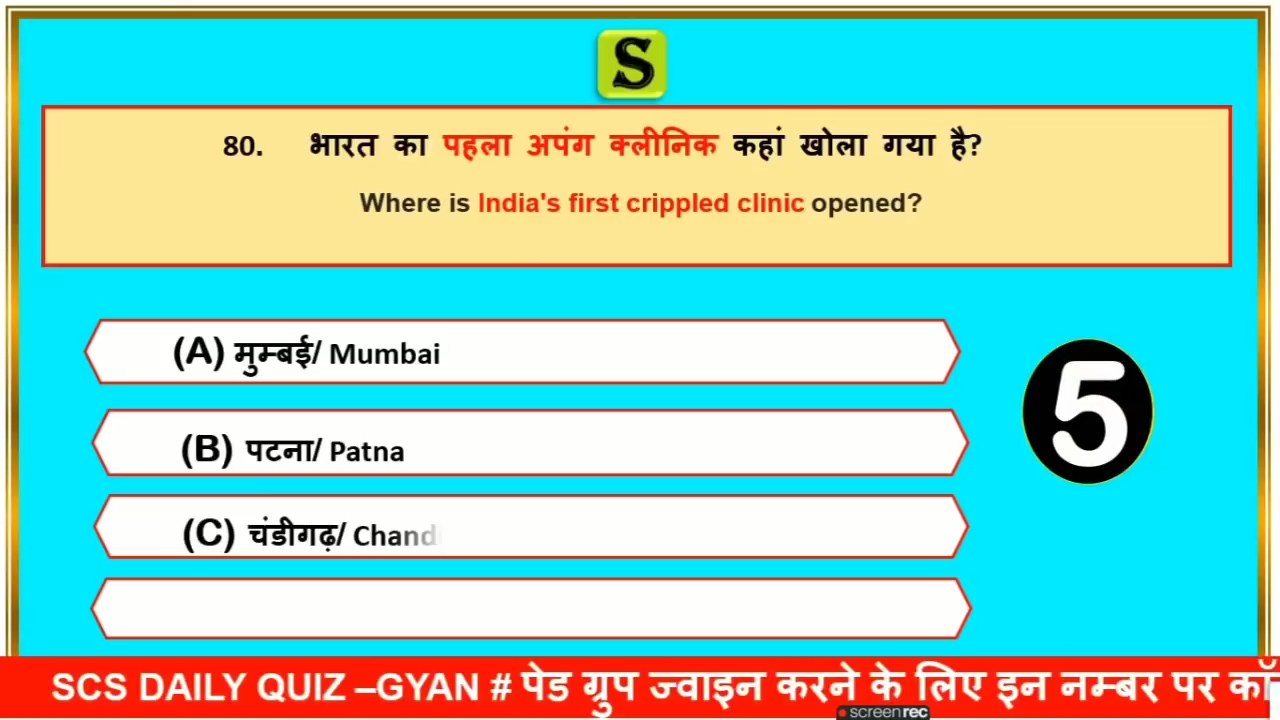 S
80. भारत का पहला अपंग क्लीनिक कहां खोला गया है?
Where is India's first crippled clinic opened?
(A) मुम्बई/ Mumbai
(B) पटना/ Patna
5
(C) चंडीगढ़/ Chand
SCS DAILY QUIZ –GYAN # पेड ग्रुप ज्वाइन करने के लिए इन नम्बर पर
screenrec